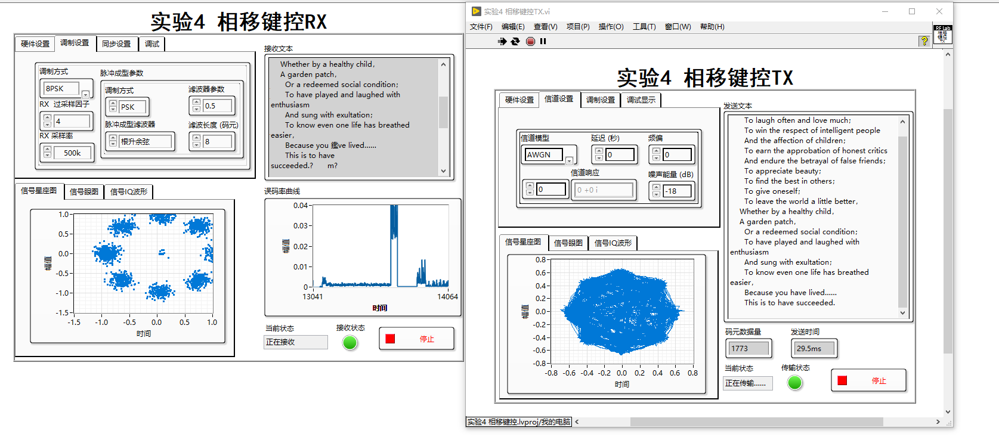 实验4 相移键控RX
硬件设置 调制设置 同步设置 调试
调制方式
8PSK
RX 过采样因子
4
RX 采样率
500k
脉冲成型参数
调制方式
PSK
滤波器参数
0.5
脉冲成型滤波器
根升余弦
滤波长度 (码元)
8
接收文本
Whether by a healthy child,
A garden patch,
Or a redeemed social condition;
To have played and laughed with
enthusiasm
And sung with exultation;
To know even one life has breathed
easier,
Because you 鑑ve lived......
This is to have
succeeded.? m?
信号星座图 信号眼图 信号IQ波形
幅值
1.0
0.5
0.0
-0.5
-1.0
-1.5
-1.5 -1.0 -0.5 0.0 0.5 1.0
时间
误码率曲线
幅值
0.04
0.03
0.02
0.01
0
13041 14064
时间
当前状态
正在接收
接收状态
停止
实验4 相移键控TX.vi
文件(F) 编辑(E) 查看(V) 项目(P) 操作(O) 工具(T) 窗口(W) 帮助(H)
?
RF Lab
相移
键控
TX
实验4 相移键控TX
硬件设置 信道设置 调制设置 调试显示
信道模型
AWGN
延迟 (秒)
0
频偏
0
信道响应
0
0 +0 i
噪声能量 (dB)
-18
发送文本
To laugh often and love much;
To win the respect of intelligent people
And the affection of children;
To earn the approbation of honest critics
And endure the betrayal of false friends;
To appreciate beauty;
To find the best in others;
To give oneself;
To leave the world a little better,
Whether by a healthy child,
A garden patch,
Or a redeemed social condition;
To have played and laughed with
enthusiasm
And sung with exultation;
To know even one life has breathed
easier,
Because you have lived......
This is to have succeeded.
信号星座图 信号眼图 信号IQ波形
幅值
0.8
0.6
0.4
0.2
0.0
-0.2
-0.4
-0.6
-0.8
-0.8 -0.6 -0.4 -0.2 0.0 0.2 0.4 0.6 0.8
时间
码元数据量
1773
发送时间
29.5ms
当前状态
正在传输......
传输状态
停止
实验4 相移键控.lvproj/我的电脑